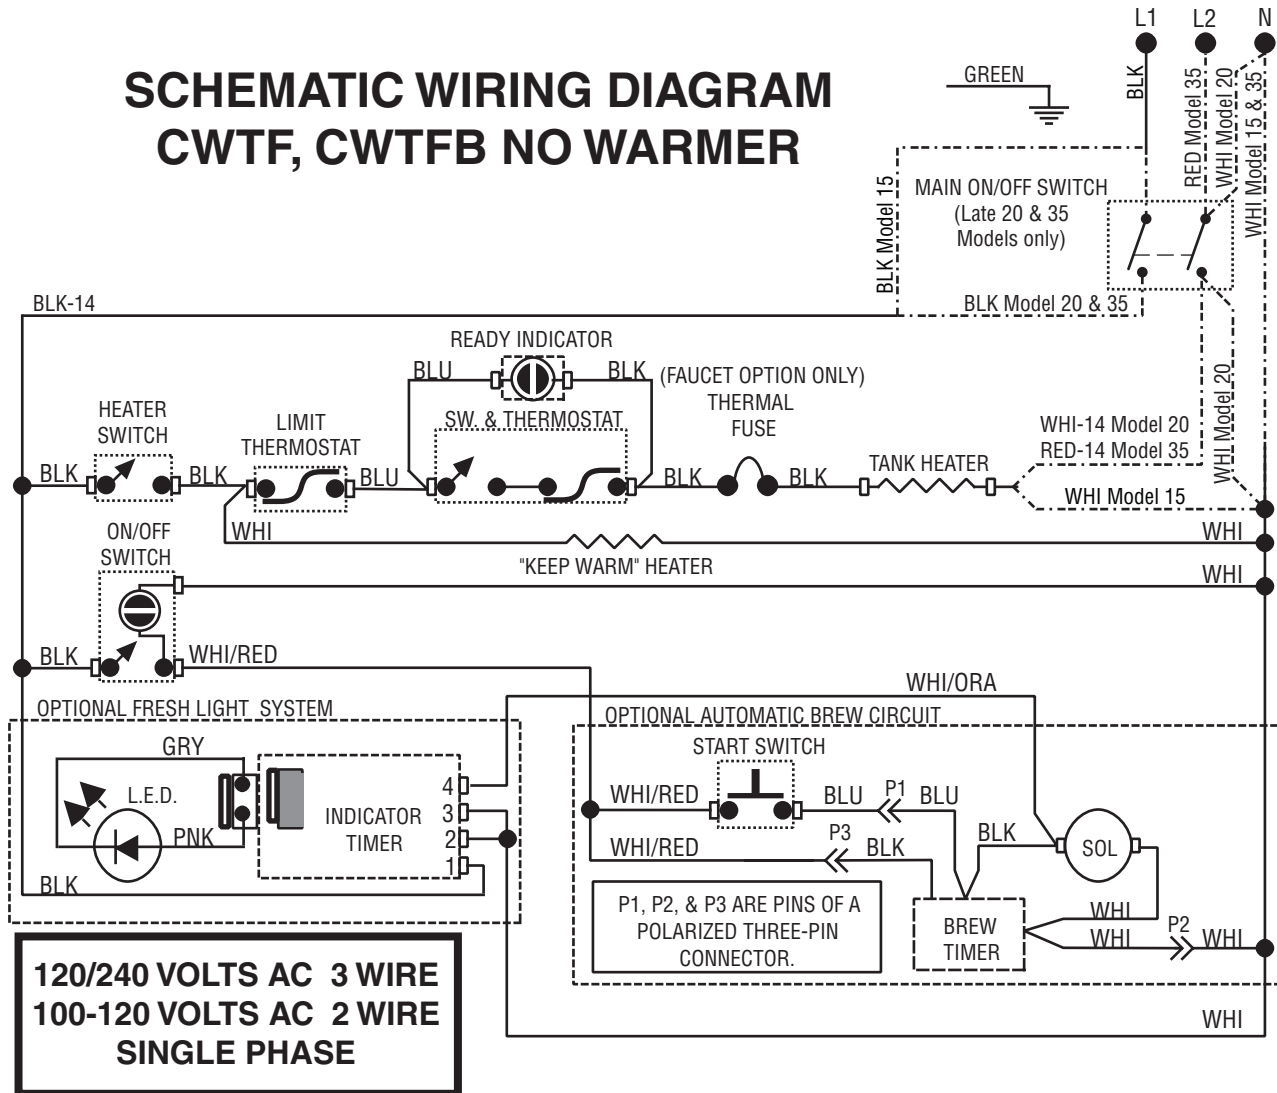 L1 L2 N
SCHEMATIC WIRING DIAGRAM
CWTF, CWTFB NO WARMER
GREEN
BLK
RED Model 35
WHI Model 20
WHI Model 15 & 35
BLK Model 15
MAIN ON/OFF SWITCH
(Late 20 & 35
Models only)
BLK-14
BLK Model 20 & 35
READY INDICATOR
BLU
BLK
(FAUCET OPTION ONLY)
THERMAL
FUSE
HEATER
SWITCH
LIMIT
THERMOSTAT
SW. & THERMOSTAT
WHI-14 Model 20
RED-14 Model 35
WHI Model 20
TANK HEATER
BLK
BLK
BLU
BLK
BLK
WHI Model 15
WHI
WHI
"KEEP WARM" HEATER
ON/OFF
SWITCH
WHI
BLK
WHI/RED
WHI/ORA
OPTIONAL FRESH LIGHT SYSTEM
GRY
L.E.D.
PNK
INDICATOR
TIMER
4
3
2
1
BLK
OPTIONAL AUTOMATIC BREW CIRCUIT
START SWITCH
WHI/RED
BLU
P1
BLU
WHI/RED
P3
BLK
BLK
SOL
P1, P2, & P3 ARE PINS OF A
POLARIZED THREE-PIN
CONNECTOR.
BREW
TIMER
WHI
WHI
P2
WHI
WHI
120/240 VOLTS AC 3 WIRE
100-120 VOLTS AC 2 WIRE
SINGLE PHASE